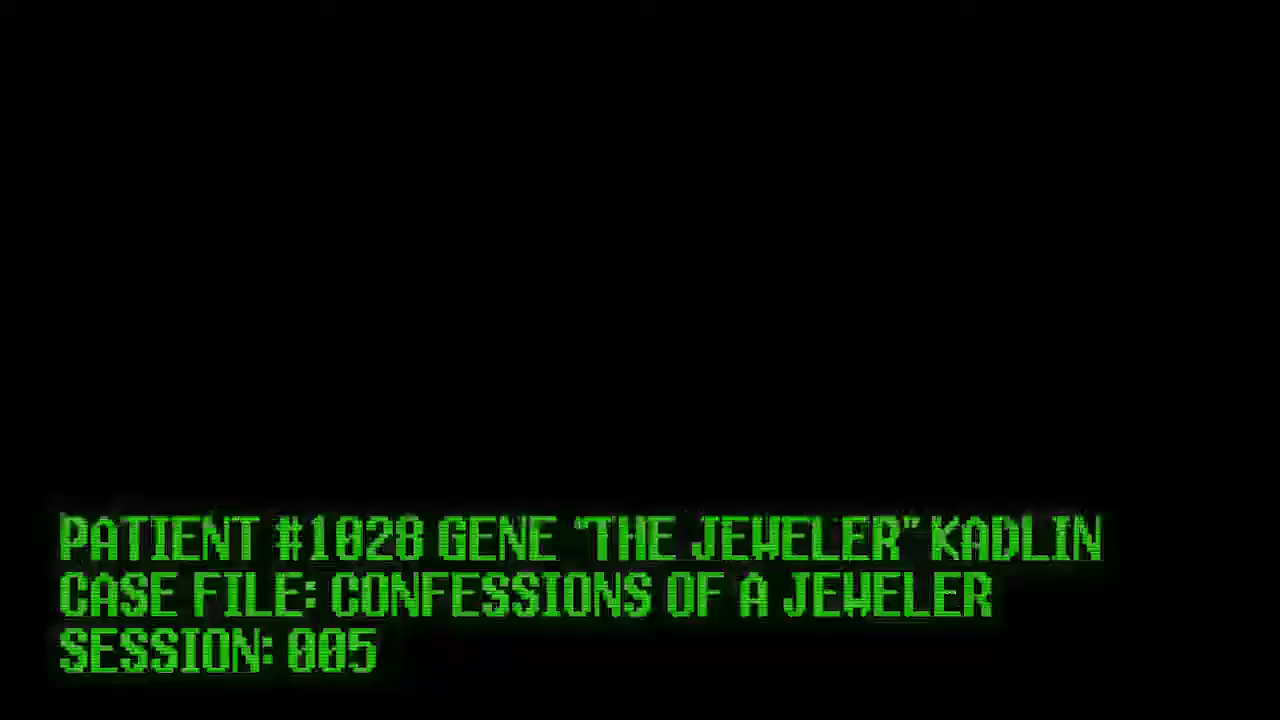 PATIENT #1028 GENE "THE JEWELER" KADLIN
CASE FILE: CONFESSIONS OF A JEWELER
SESSION: 005